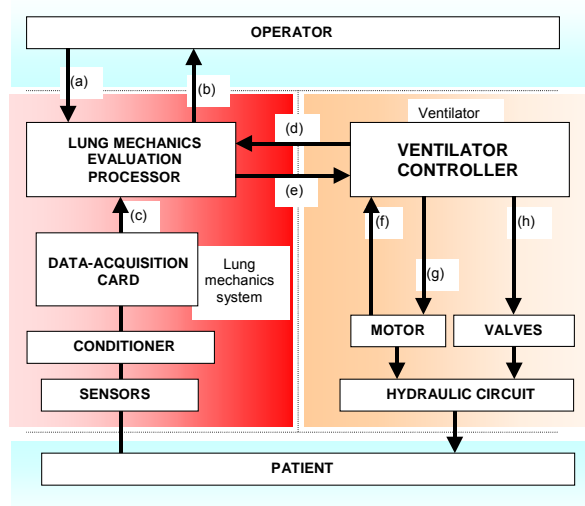 OPERATOR
(a)
(b)
Ventilator
LUNG MECHANICS
EVALUATION
PROCESSOR
(d)
(e)
VENTILATOR
CONTROLLER
(c)
(f)
(g)
(h)
DATA-ACQUISITION
CARD
Lung
mechanics
system
CONDITIONER
MOTOR
VALVES
SENSORS
HYDRAULIC CIRCUIT
PATIENT